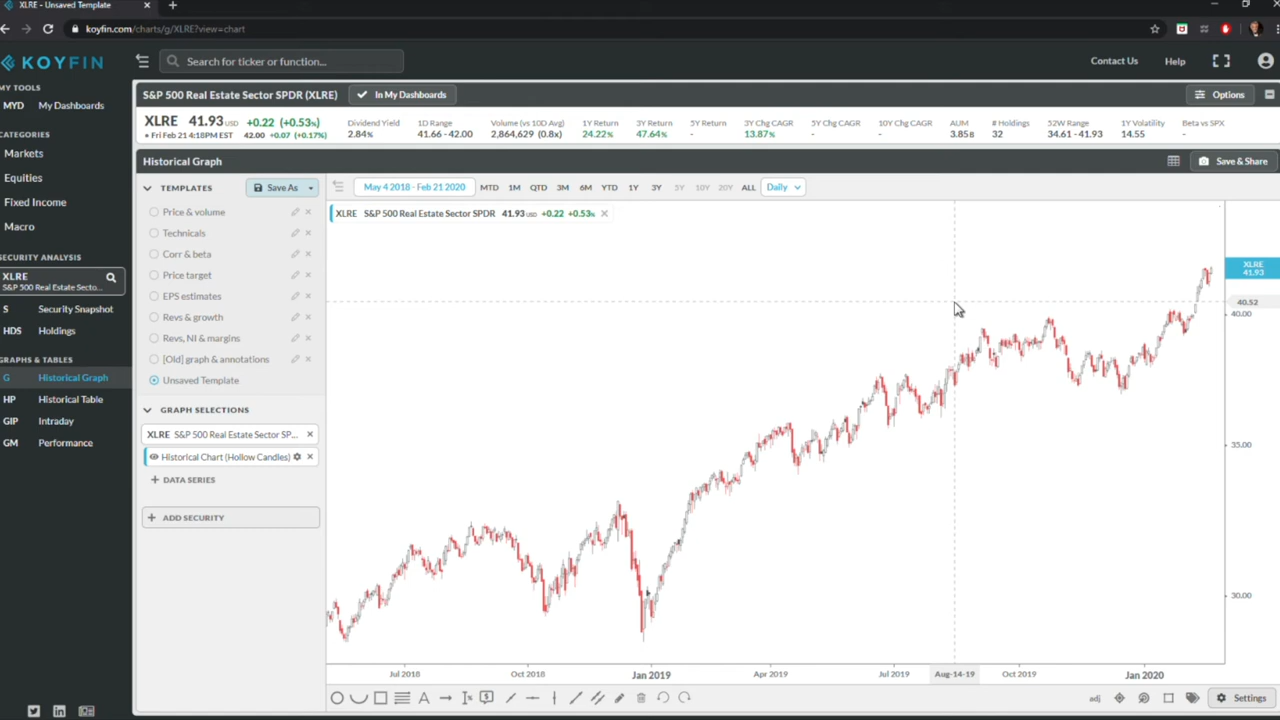 XLRE - Unsaved Template
koyfin.com/charts/g/XLRE?view=chart
KOYFIN
Search for ticker or function...
Contact Us
Help
MY TOOLS
MYD My Dashboards
CATEGORIES
Markets
Equities
Fixed Income
Macro
SECURITY ANALYSIS
XLRE
S&P 500 Real Estate Secto...
S Security Snapshot
HDS Holdings
GRAPHS & TABLES
G Historical Graph
HP Historical Table
GIP Intraday
GM Performance
S&P 500 Real Estate Sector SPDR (XLRE)
In My Dashboards
Options
XLRE 41.93 USD +0.22 (+0.53%)
• Fri Feb 21 4:18PM EST 42.00 +0.07 (+0.17%)
Dividend Yield
2.84%
1D Range
41.66 - 42.00
Volume (vs 10D Avg)
2,864,629 (0.8x)
1Y Return
24.22%
3Y Return
47.64%
5Y Return
-
3Y Chg CAGR
13.87%
5Y Chg CAGR
-
10Y Chg CAGR
-
AUM
3.85B
# Holdings
32
52W Range
34.61 - 41.93
1Y Volatility
14.55
Beta vs SPX
-
Historical Graph
Save & Share
TEMPLATES
Save As
Price & volume
Technicals
Corr & beta
Price target
EPS estimates
Revs & growth
Revs, NI & margins
[Old] graph & annotations
Unsaved Template
GRAPH SELECTIONS
XLRE S&P 500 Real Estate Sector SP...
Historical Chart (Hollow Candles)
+ DATA SERIES
+ ADD SECURITY
May 4 2018 - Feb 21 2020 MTD 1M QTD 3M 6M YTD 1Y 3Y 5Y 10Y 20Y ALL Daily
XLRE S&P 500 Real Estate Sector SPDR 41.93 USD +0.22 +0.53%
XLRE
41.93
40.52
40.00
35.00
30.00
Jul 2018 Oct 2018 Jan 2019 Apr 2019 Jul 2019 Aug-14-19 Oct 2019 Jan 2020
adj
Settings